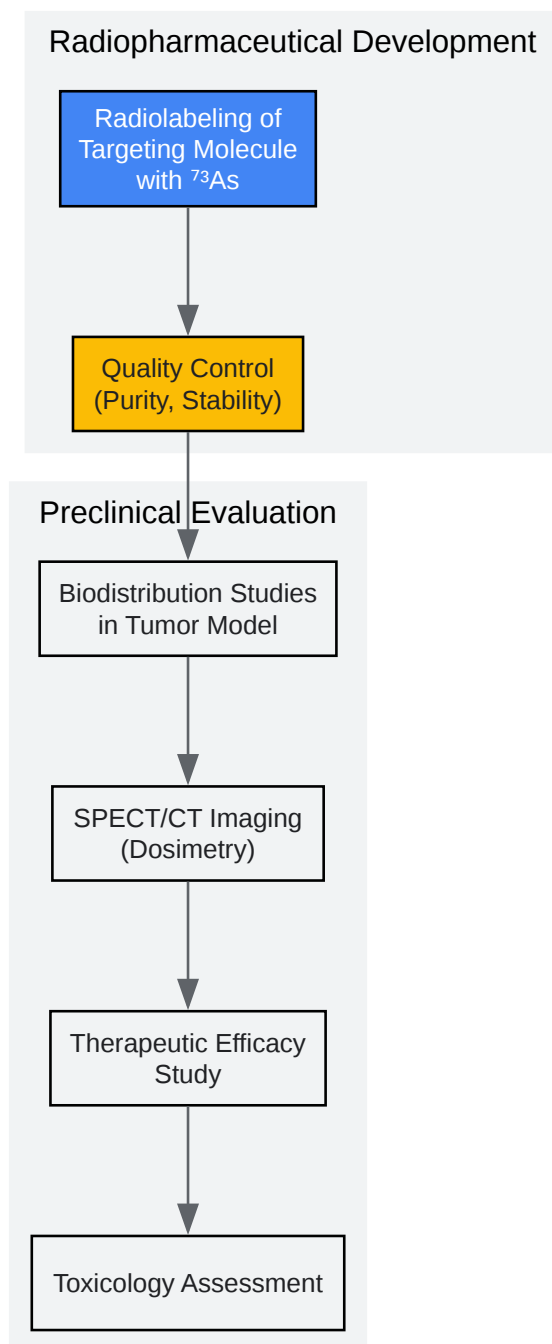 Radiopharmaceutical Development
Radiolabeling of
Targeting Molecule
with ⁷³As
Quality Control
(Purity, Stability)
Preclinical Evaluation
Biodistribution Studies
in Tumor Model
SPECT/CT Imaging
(Dosimetry)
Therapeutic Efficacy
Study
Toxicology Assessment